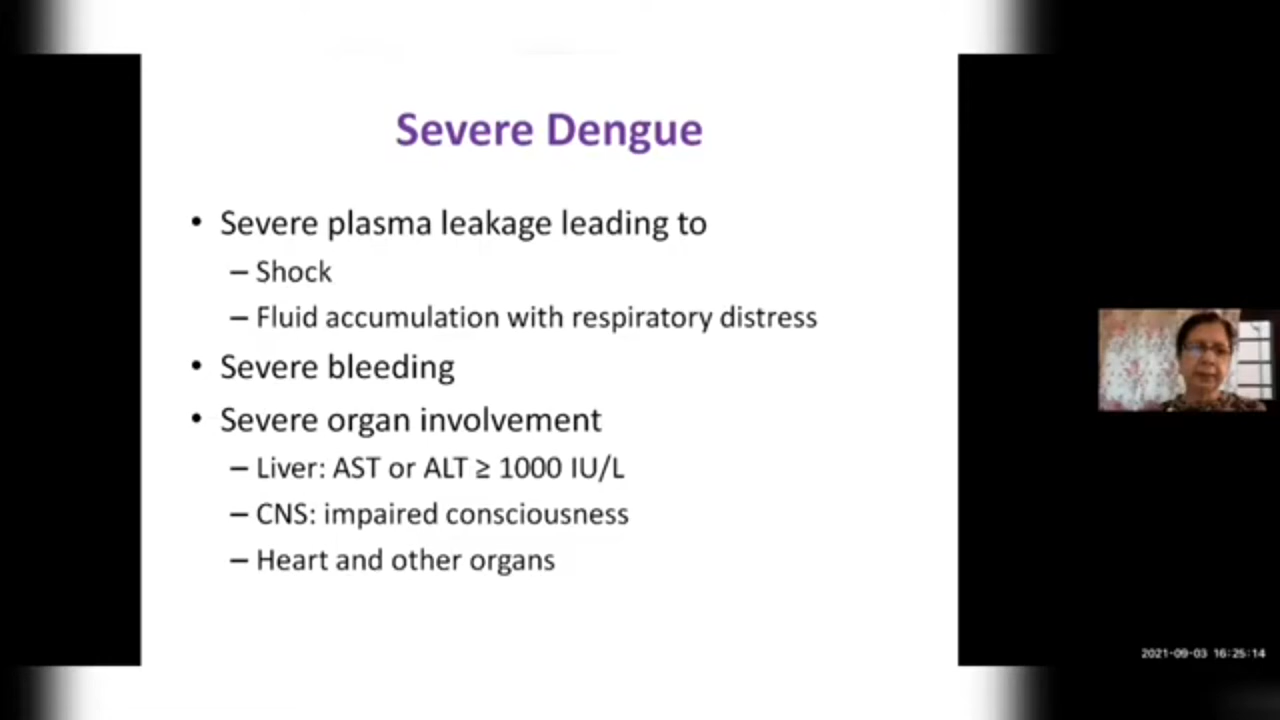 Severe Dengue
• Severe plasma leakage leading to
– Shock
– Fluid accumulation with respiratory distress
• Severe bleeding
• Severe organ involvement
– Liver: AST or ALT ≥ 1000 IU/L
– CNS: impaired consciousness
– Heart and other organs
2021-09-03 16:25:14